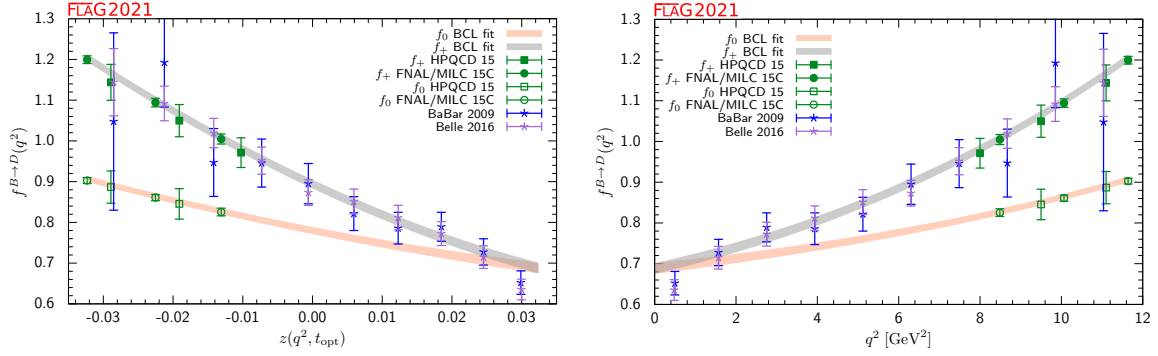 FLAG2021
1.3
1.2
1.1
1.0
0.9
0.8
0.7
0.6
f^{B→D}(q²)
f₀ BCL fit
f₊ BCL fit
f₊ HPQCD 15
f₊ FNAL/MILC 15C
f₀ HPQCD 15
f₀ FNAL/MILC 15C
BaBar 2009
Belle 2016
-0.03 -0.02 -0.01 0.00 0.01 0.02 0.03
z(q², t_opt)
FLAG2021
1.3
1.2
1.1
1.0
0.9
0.8
0.7
0.6
f^{B→D}(q²)
f₀ BCL fit
f₊ BCL fit
f₊ HPQCD 15
f₊ FNAL/MILC 15C
f₀ HPQCD 15
f₀ FNAL/MILC 15C
BaBar 2009
Belle 2016
0 2 4 6 8 10 12
q² [GeV²]